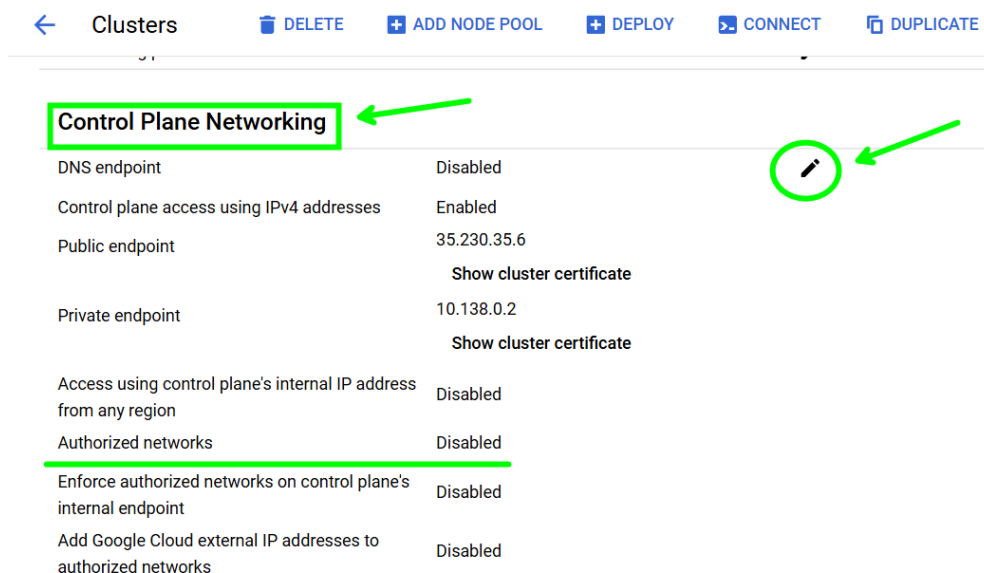 Clusters DELETE ADD NODE POOL DEPLOY CONNECT DUPLICATE
Control Plane Networking
DNS endpoint Disabled
Control plane access using IPv4 addresses Enabled
Public endpoint 35.230.35.6
Show cluster certificate
Private endpoint 10.138.0.2
Show cluster certificate
Access using control plane's internal IP address
from any region Disabled
Authorized networks Disabled
Enforce authorized networks on control plane's
internal endpoint Disabled
Add Google Cloud external IP addresses to
authorized networks Disabled